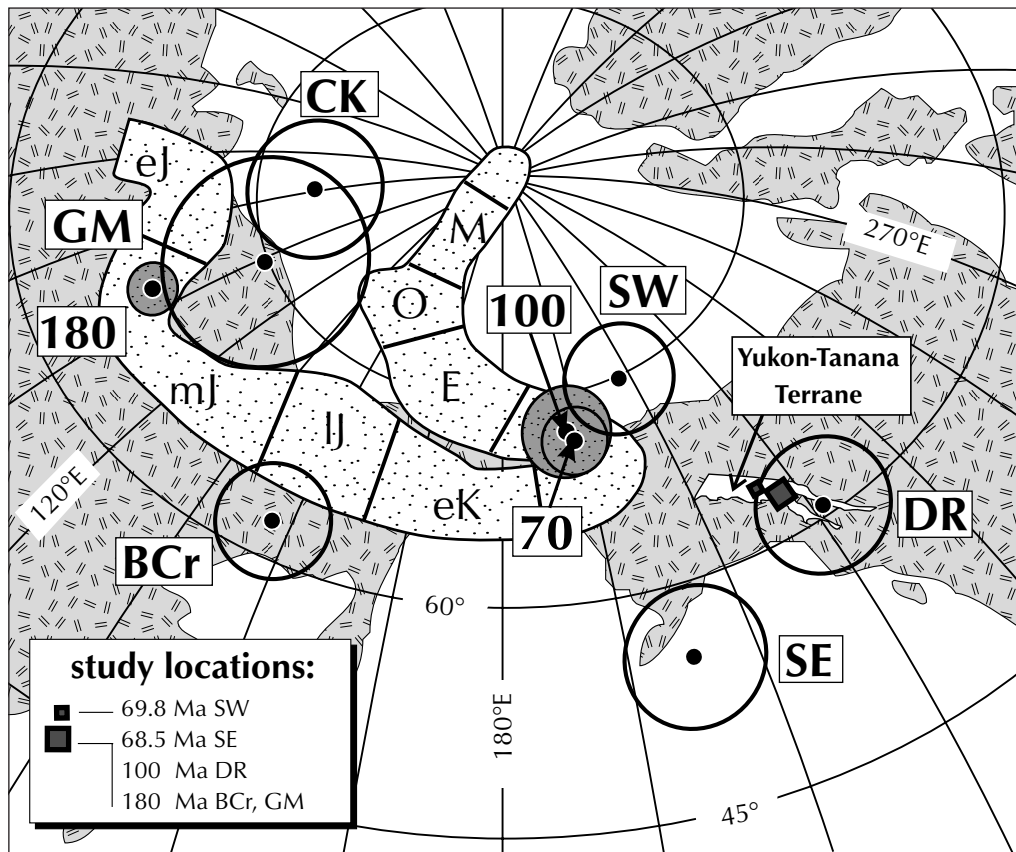 CK
eJ
GM
M
270°E
180
O
100
SW
Yukon-Tanana
Terrane
mJ
lJ
E
eK
70
DR
120°E
BCr
60°
SE
180°E
45°
study locations:
69.8 Ma SW
68.5 Ma SE
100 Ma DR
180 Ma BCr, GM